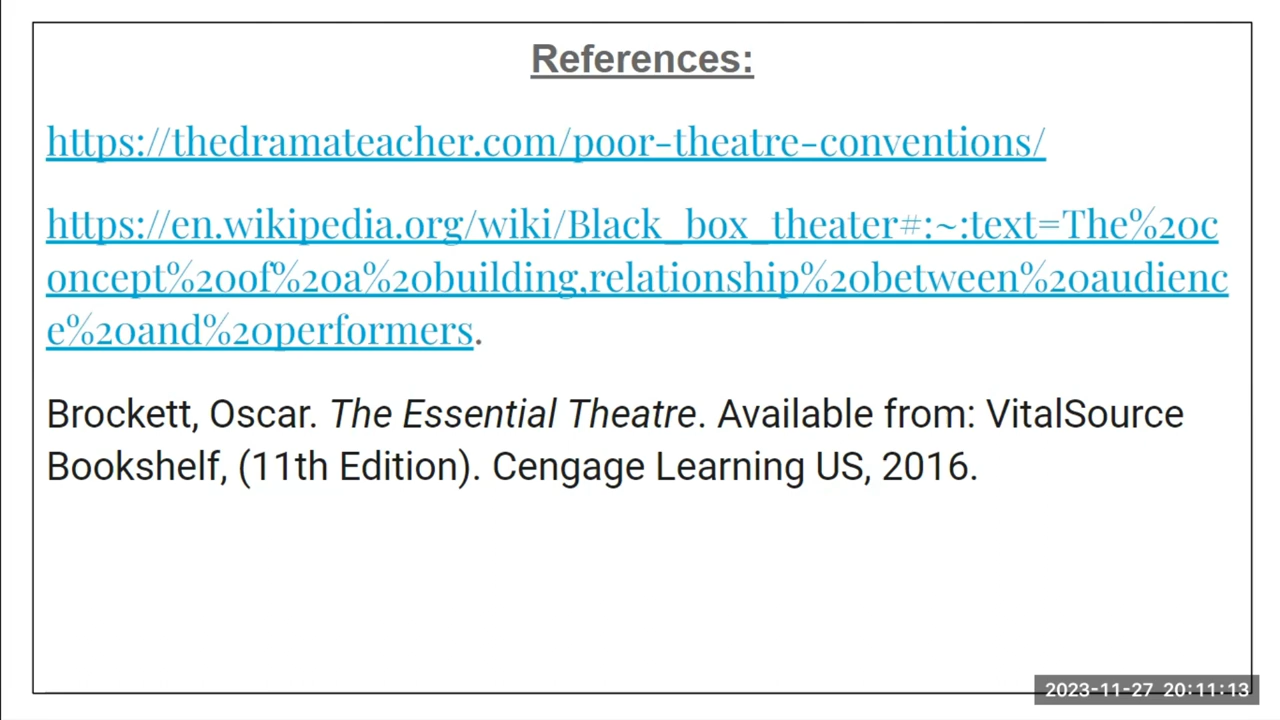 References:
https://thedramateacher.com/poor-theatre-conventions/
https://en.wikipedia.org/wiki/Black_box_theater#:~:text=The%20c
oncept%20of%20a%20building,relationship%20between%20audienc
e%20and%20performers.
Brockett, Oscar. The Essential Theatre. Available from: VitalSource
Bookshelf, (11th Edition). Cengage Learning US, 2016.
2023-11-27 20:11:13